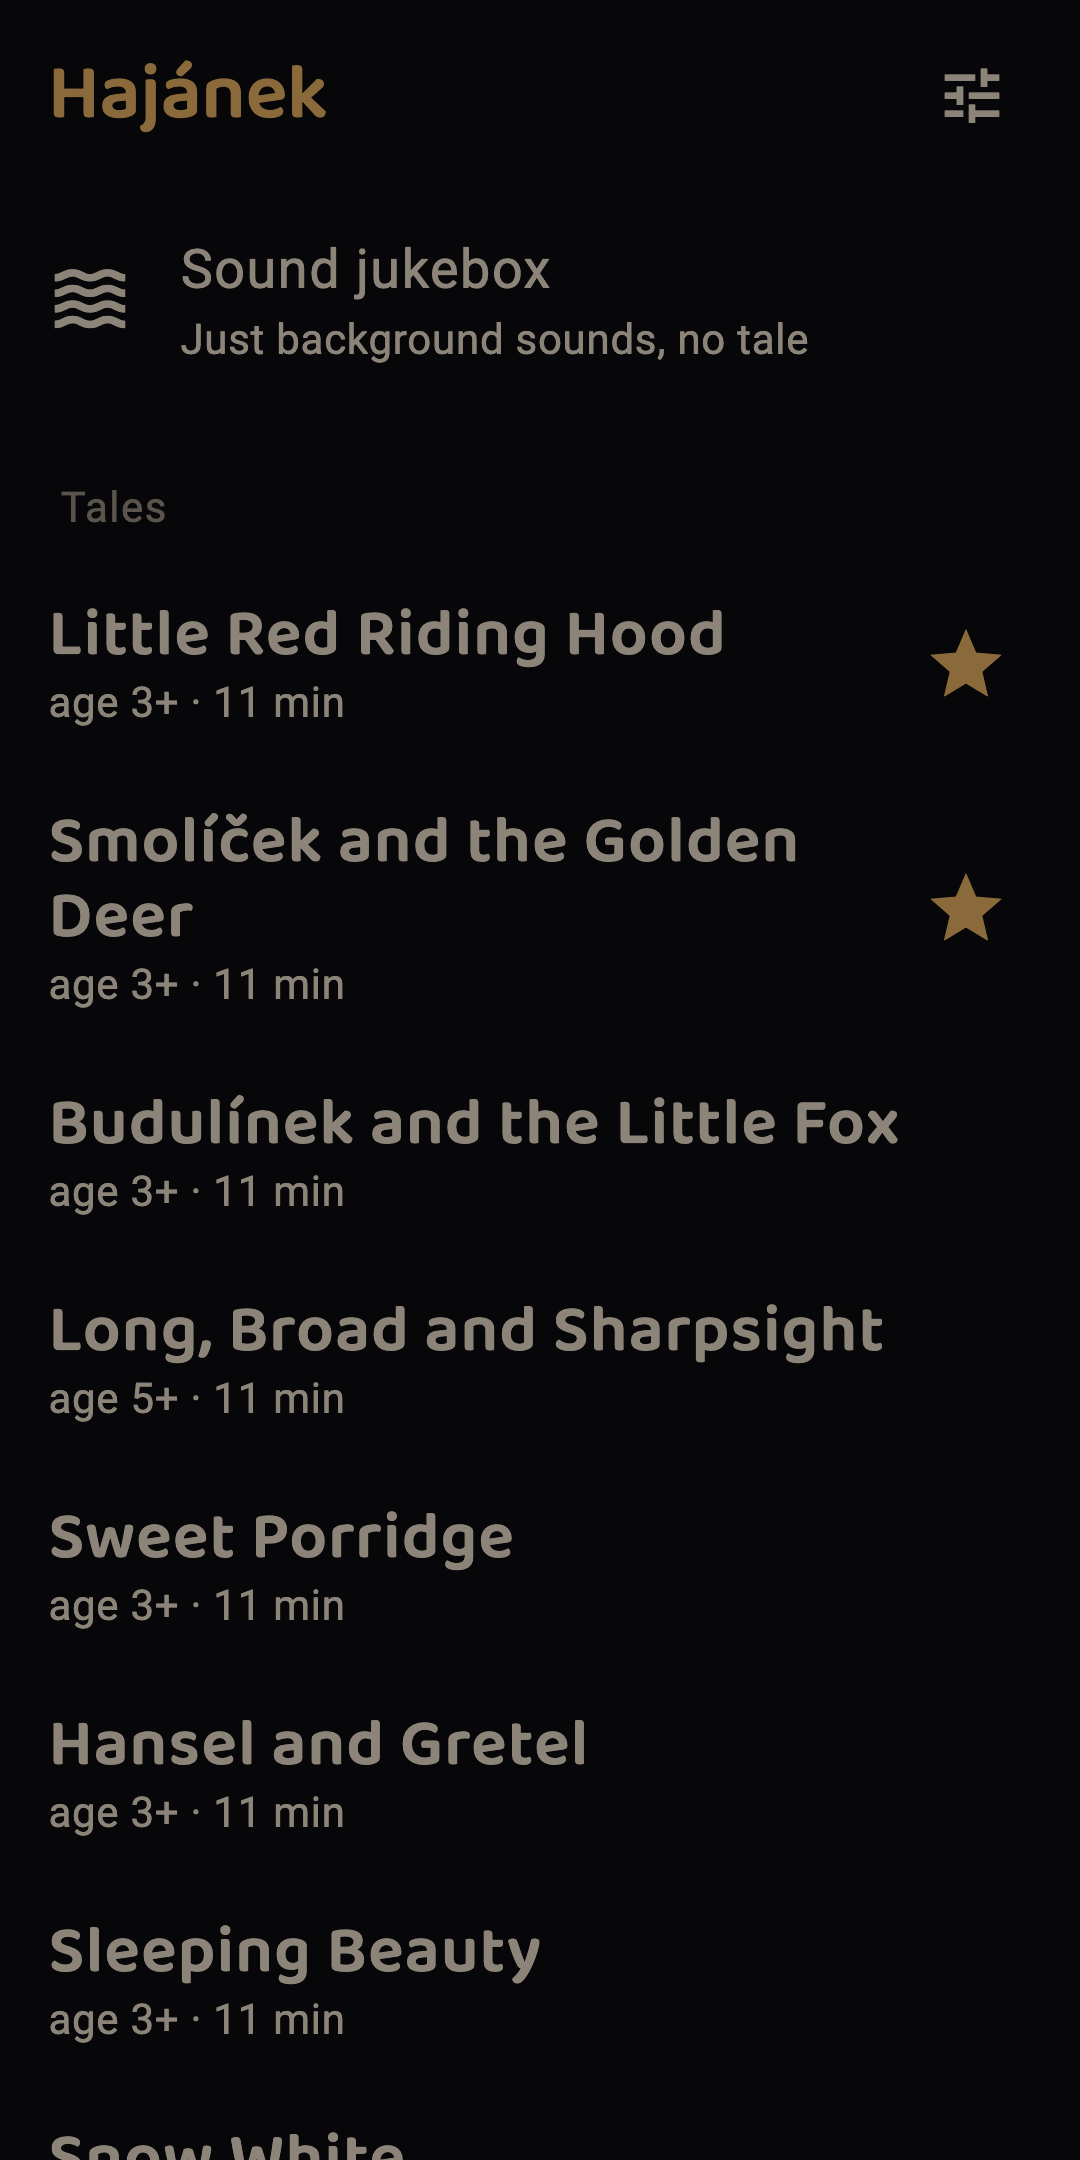 Hajánek
Sound jukebox
Just background sounds, no tale
Tales
Little Red Riding Hood
age 3+ · 11 min
Smolíček and the Golden
Deer
age 3+ · 11 min
Budulínek and the Little Fox
age 3+ · 11 min
Long, Broad and Sharpsight
age 5+ · 11 min
Sweet Porridge
age 3+ · 11 min
Hansel and Gretel
age 3+ · 11 min
Sleeping Beauty
age 3+ · 11 min
Snow White